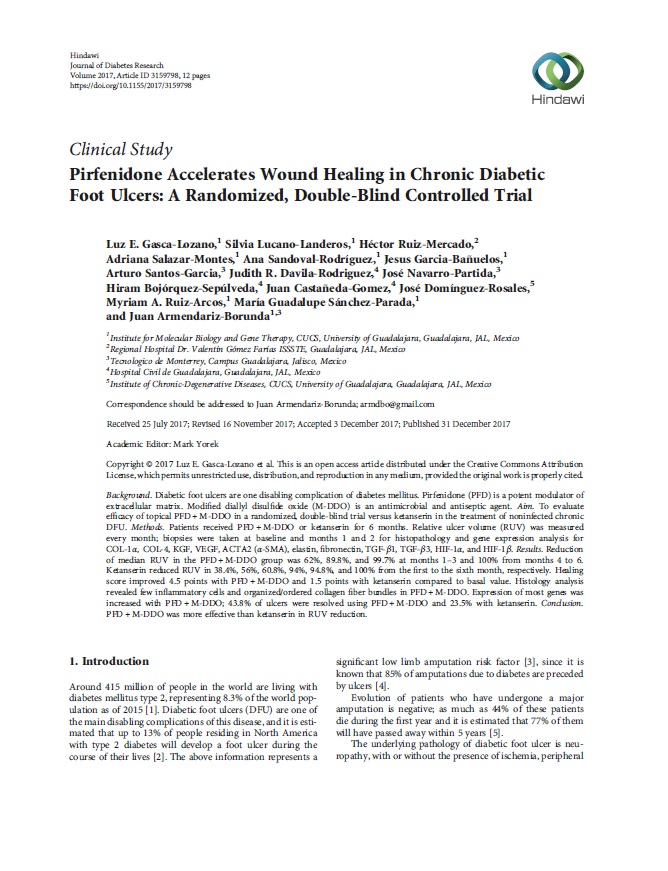 Hindawi
Journal of Diabetes Research
Volume 2017, Article ID 3159798, 12 pages
https://doi.org/10.1155/2017/3159798
Hindawi
Clinical Study
Pirfenidone Accelerates Wound Healing in Chronic Diabetic
Foot Ulcers: A Randomized, Double-Blind Controlled Trial
Luz E. Gasca-Lozano,1 Silvia Lucano-Landeros,1 Héctor Ruiz-Mercado,2
Adriana Salazar-Montes,1 Ana Sandoval-Rodríguez,1 Jesus Garcia-Bañuelos,1
Arturo Santos-Garcia,3 Judith R. Davila-Rodriguez,4 José Navarro-Partida,3
Hiram Bojórquez-Sepúlveda,4 Juan Castañeda-Gomez,4 José Domínguez-Rosales,5
Myriam A. Ruiz-Arcos,1 María Guadalupe Sánchez-Parada,1
and Juan Armendariz-Borunda1,3
1Institute for Molecular Biology and Gene Therapy, CUCS, University of Guadalajara, Guadalajara, JAL, Mexico
2Regional Hospital Dr. Valentín Gómez Farías ISSSTE, Guadalajara, JAL, Mexico
3Tecnologico de Monterrey, Campus Guadalajara, Jalisco, Mexico
4Hospital Civil de Guadalajara, Guadalajara, JAL, Mexico
5Institute of Chronic-Degenerative Diseases, CUCS, University of Guadalajara, Guadalajara, JAL, Mexico
Correspondence should be addressed to Juan Armendariz-Borunda; armdbo@gmail.com
Received 25 July 2017; Revised 16 November 2017; Accepted 3 December 2017; Published 31 December 2017
Academic Editor: Mark Yorek
Copyright © 2017 Luz E. Gasca-Lozano et al. This is an open access article distributed under the Creative Commons Attribution
License, which permits unrestricted use, distribution, and reproduction in any medium, provided the original work is properly cited.
Background. Diabetic foot ulcers are one disabling complication of diabetes mellitus. Pirfenidone (PFD) is a potent modulator of
extracellular matrix. Modified diallyl disulfide oxide (M-DDO) is an antimicrobial and antiseptic agent. Aim. To evaluate
efficacy of topical PFD + M-DDO in a randomized, double-blind trial versus ketanserin in the treatment of noninfected chronic
DFU. Methods. Patients received PFD + M-DDO or ketanserin for 6 months. Relative ulcer volume (RUV) was measured
every month; biopsies were taken at baseline and months 1 and 2 for histopathology and gene expression analysis for
COL-1α, COL-4, KGF, VEGF, ACTA2 (α-SMA), elastin, fibronectin, TGF-β1, TGF-β3, HIF-1α, and HIF-1β. Results. Reduction
of median RUV in the PFD + M-DDO group was 62%, 89.8%, and 99.7% at months 1–3 and 100% from months 4 to 6.
Ketanserin reduced RUV in 38.4%, 56%, 60.8%, 94%, 94.8%, and 100% from the first to the sixth month, respectively. Healing
score improved 4.5 points with PFD + M-DDO and 1.5 points with ketanserin compared to basal value. Histology analysis
revealed few inflammatory cells and organized/ordered collagen fiber bundles in PFD + M-DDO. Expression of most genes was
increased with PFD + M-DDO; 43.8% of ulcers were resolved using PFD + M-DDO and 23.5% with ketanserin. Conclusion.
PFD + M-DDO was more effective than ketanserin in RUV reduction.
1. Introduction
Around 415 million of people in the world are living with
diabetes mellitus type 2, representing 8.3% of the world pop-
ulation as of 2015 [1]. Diabetic foot ulcers (DFU) are one of
the main disabling complications of this disease, and it is esti-
mated that up to 13% of people residing in North America
with type 2 diabetes will develop a foot ulcer during the
course of their lives [2]. The above information represents a
significant low limb amputation risk factor [3], since it is
known that 85% of amputations due to diabetes are preceded
by ulcers [4].
Evolution of patients who have undergone a major
amputation is negative; as much as 44% of these patients
die during the first year and it is estimated that 77% of them
will have passed away within 5 years [5].
The underlying pathology of diabetic foot ulcer is neu-
ropathy, with or without the presence of ischemia, peripheral